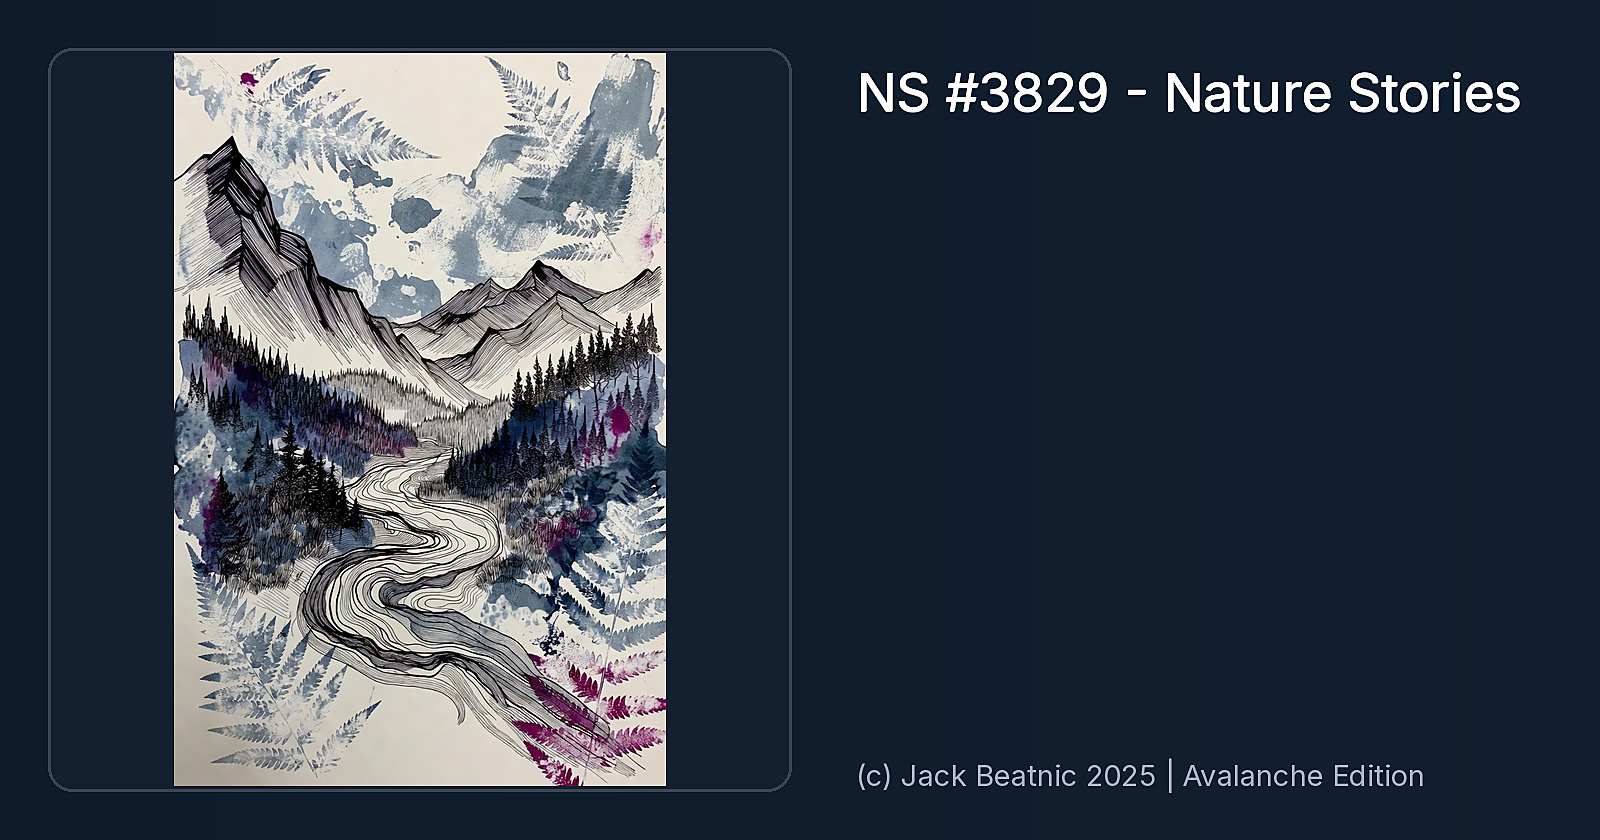 NS #3829 - Nature Stories
(c) Jack Beatnic 2025 | Avalanche Edition